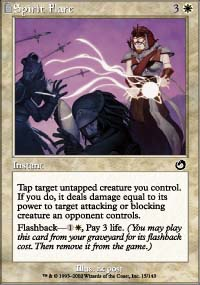 Spirit Flare 3
Instant
Tap target untapped creature you control.
If you do, it deals damage equal to its
power to target attacking or blocking
creature an opponent controls.
Flashback—1, Pay 3 life. (You may play
this card from your graveyard for its flashback
cost. Then remove it from the game.)
Illus. Iz post
™ & © 1993–2002 Wizards of the Coast, Inc. 15/143